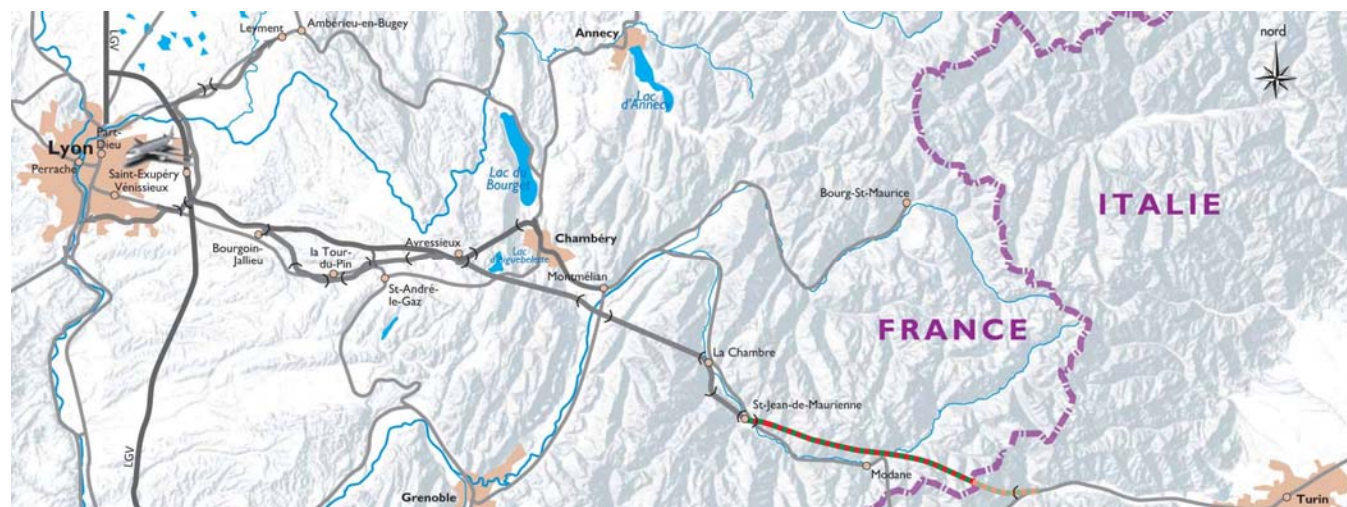 Ambérieu-en-Bugey
Leyment
LGV
Annecy
nord
Lac
d'Annecy
Part-
Dieu
Lyon
Perrache
Saint-Exupéry
Vénissieux
Lac du
Bourget
Bourg-St-Maurice
ITALIE
Bourgoin-
Jallieu
la Tour-
du-Pin
Avressieux
Chambéry
Lac
d'Aiguebelette
St-André-
le-Gaz
Montmélian
FRANCE
La Chambre
St-Jean-de-Maurienne
LGV
Modane
Grenoble
Turin